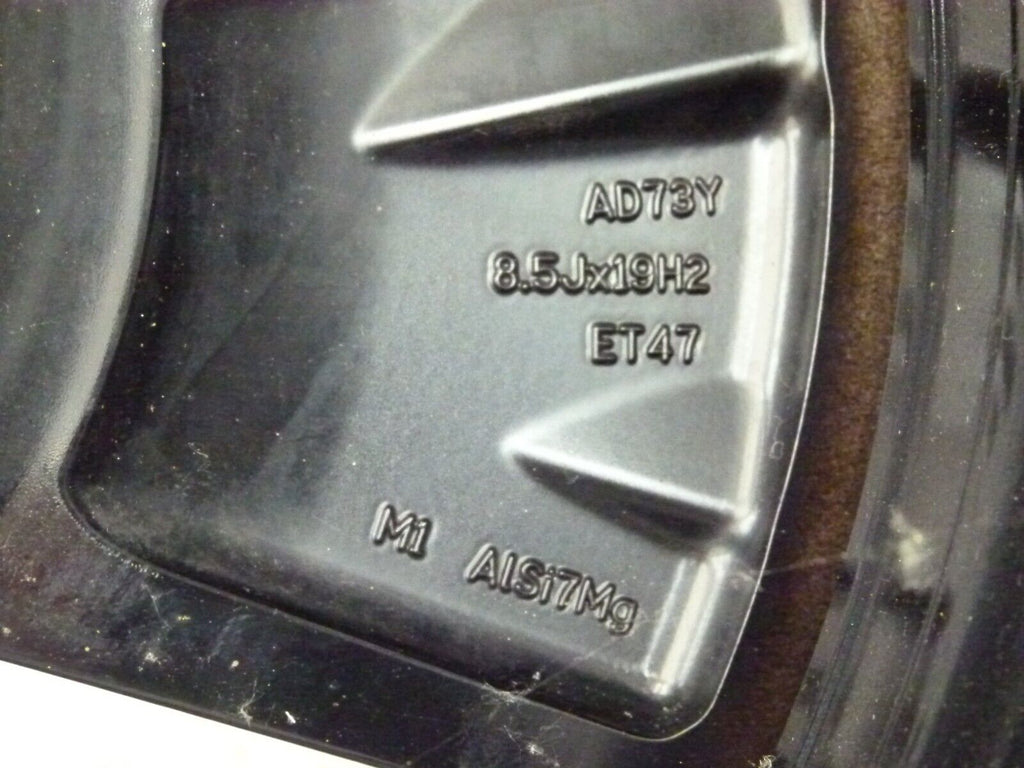 AD73Y
8.5Jx19H2
ET47
M1 AlSi7Mg